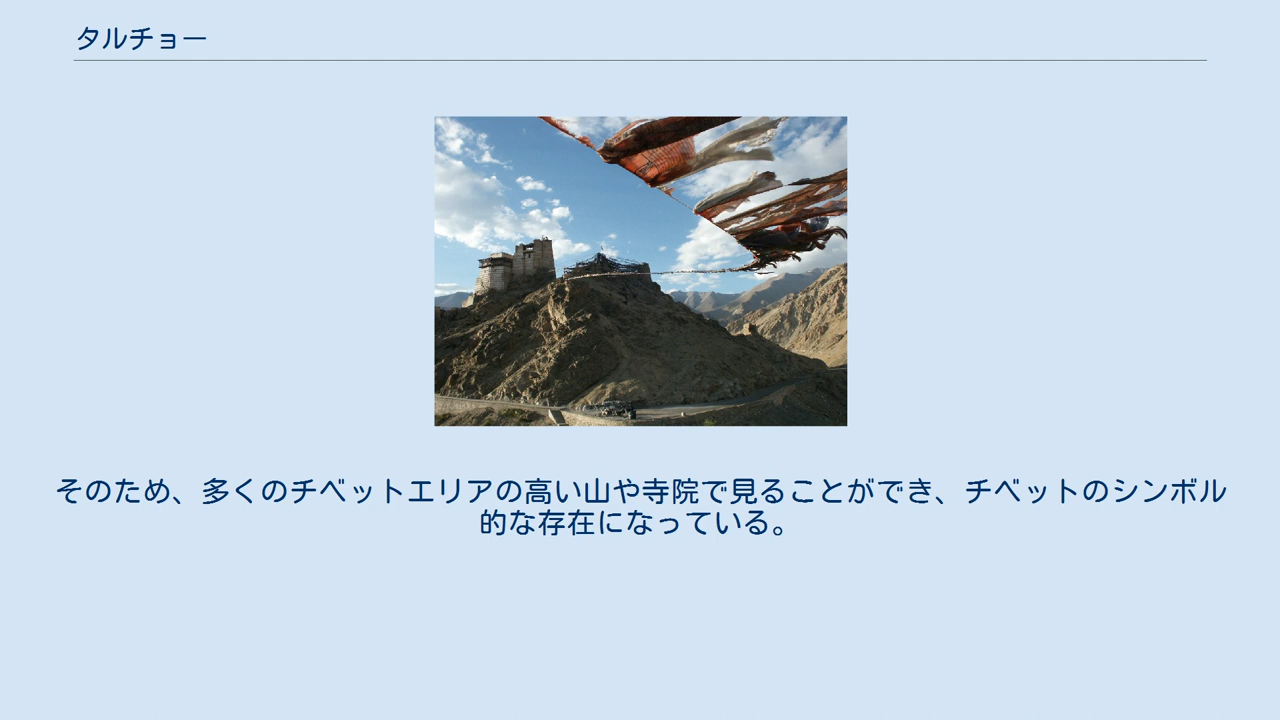 タルチョー
そのため、多くのチベットエリアの高い山や寺院で見ることができ、チベットのシンボル
的な存在になっている。